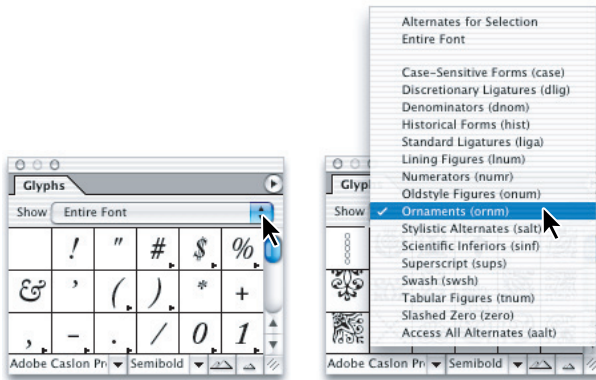 Glyphs
Show Entire Font
! " # $ %
& ' ( ) * +
, - . / 0 1
Adobe Caslon Pr Semibold
Alternates for Selection
Entire Font
Case-Sensitive Forms (case)
Discretionary Ligatures (dlig)
Denominators (dnom)
Historical Forms (hist)
Standard Ligatures (liga)
Lining Figures (lnum)
Numerators (numr)
Oldstyle Figures (onum)
✓ Ornaments (ornm)
Stylistic Alternates (salt)
Scientific Inferiors (sinf)
Superscript (sups)
Swash (swsh)
Tabular Figures (tnum)
Slashed Zero (zero)
Access All Alternates (aalt)
Glyp
Show
Adobe Caslon Pr Semibold